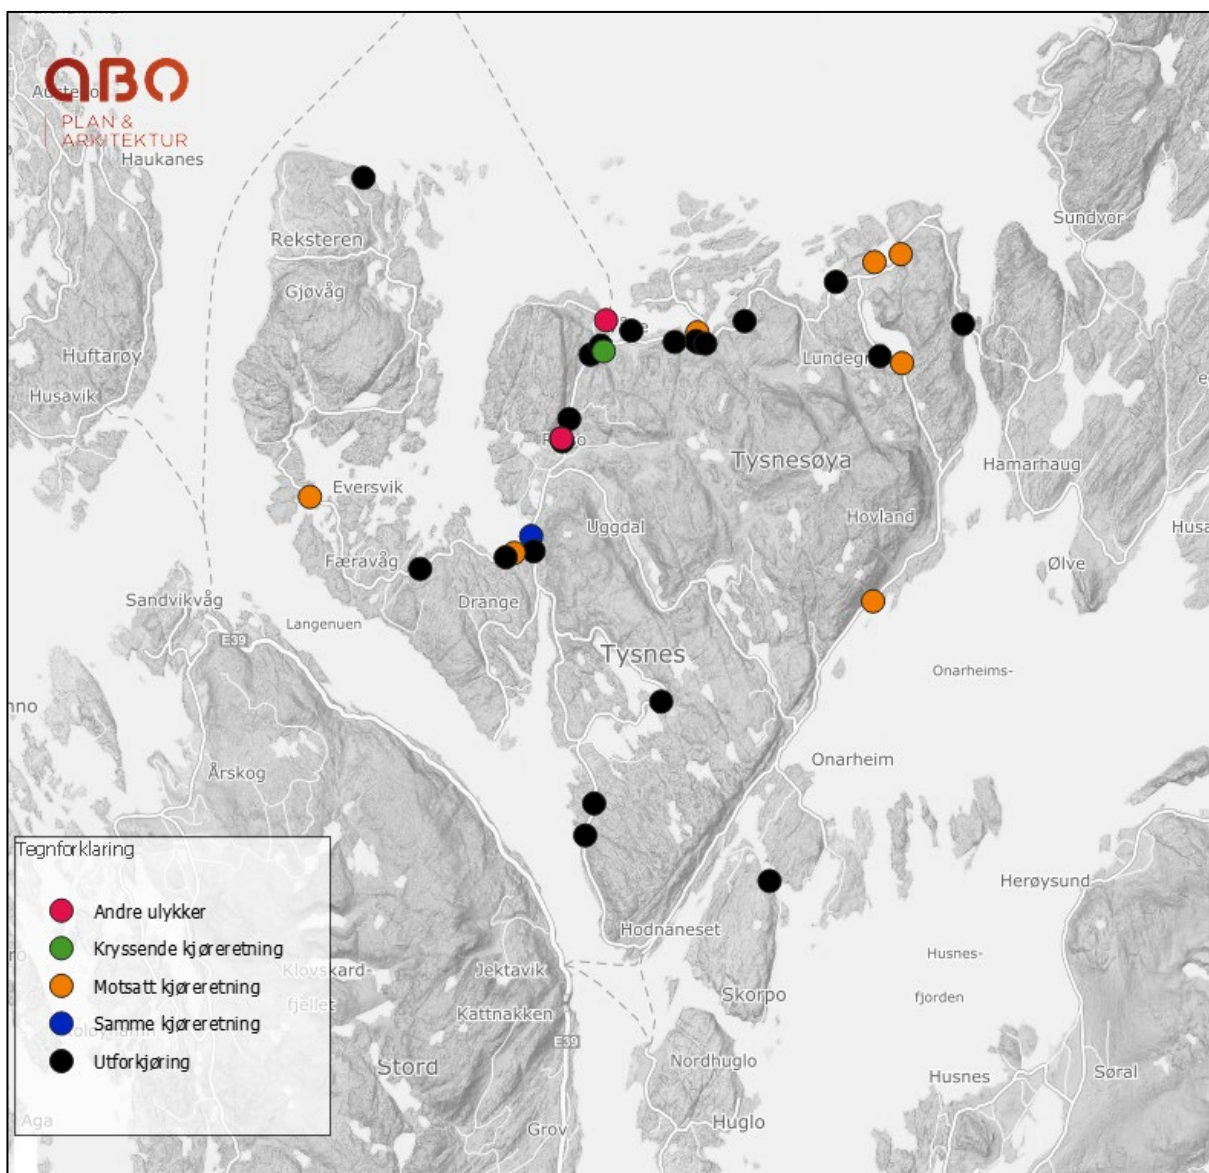 ABO
PLAN &
ARKITEKTUR
Haukanes
Sundvor
Reksteren
Gjøvåg
Huftarøy
Husavik
Tysnesøya
Hamarhaug
Eversvik
Uggdal
Hovland
Færavåg
Ølve
Sandvikvåg
Drange
Langenuen
E39
Tysnes
Onarheims-
Onarheim
Årskog
Tegnforklaring
Andre ulykker
Kryssende kjøreretning
Motsatt kjøreretning
Samme kjøreretning
Utforkjøring
Herøysund
Hodnaneset
Husnes-
fjorden
Klovskard-
fjellet
Jektavik
Skorpo
Kattnakken
E39
Nordhuglo
Stord
Husnes
Søral
Aga
Grov
Huglo